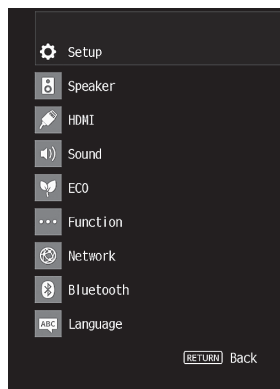 Setup
Speaker
HDMI
Sound
ECO
Function
Network
Bluetooth
ABC Language
RETURN Back